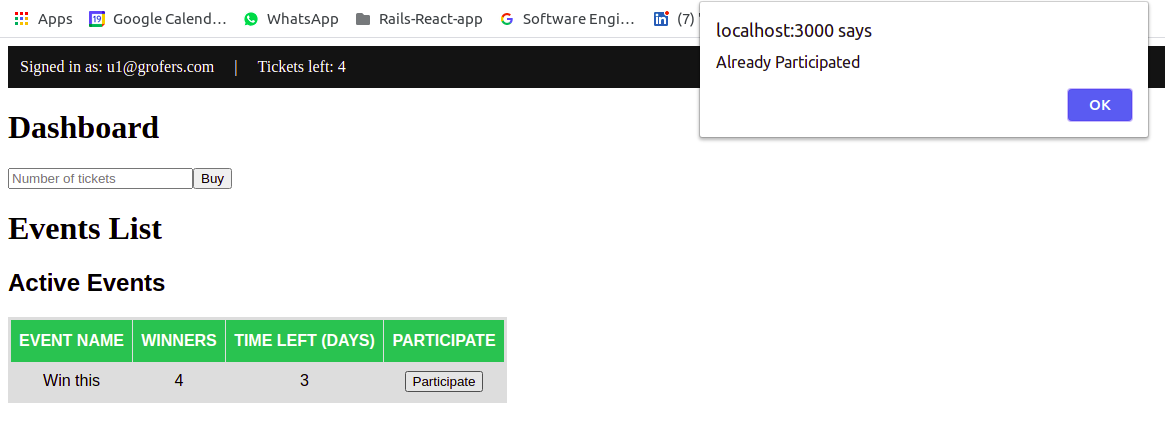 Apps Google Calend… WhatsApp Rails-React-app Software Engi… (7)
localhost:3000 says
Already Participated
OK
Signed in as: u1@grofers.com | Tickets left: 4
Dashboard
Number of tickets Buy
Events List
Active Events
EVENT NAME WINNERS TIME LEFT (DAYS) PARTICIPATE
Win this 4 3 Participate